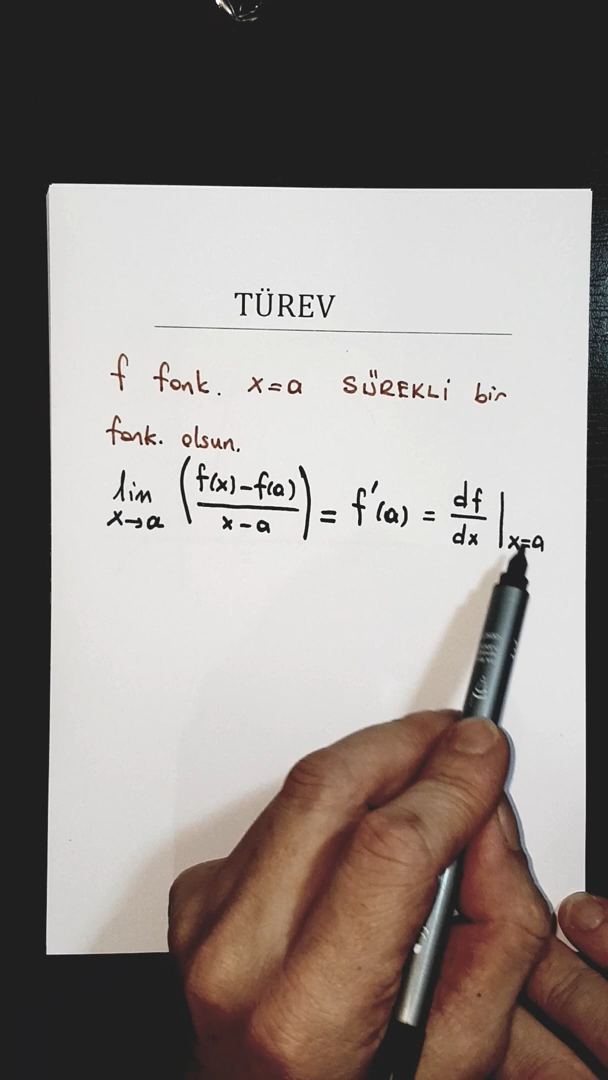 TÜREV
f fonk. x=a SÜREKLİ bir
fonk. olsun.
lim x→a ( f(x)-f(a) / x-a ) = f'(a) = df/dx |x=a